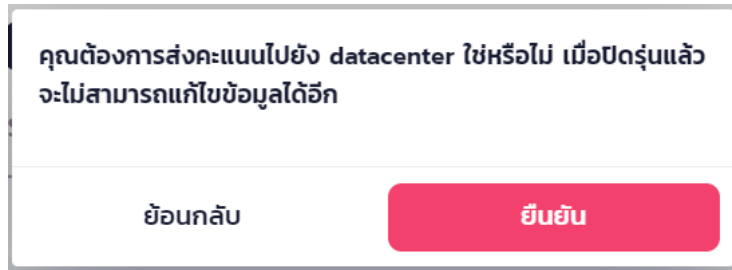 คุณต้องการส่งคะแนนไปยัง datacenter ใช่หรือไม่ เมื่อปิดรุ่นแล้ว
จะไม่สามารถแก้ไขข้อมูลได้อีก
ย้อนกลับ
ยืนยัน